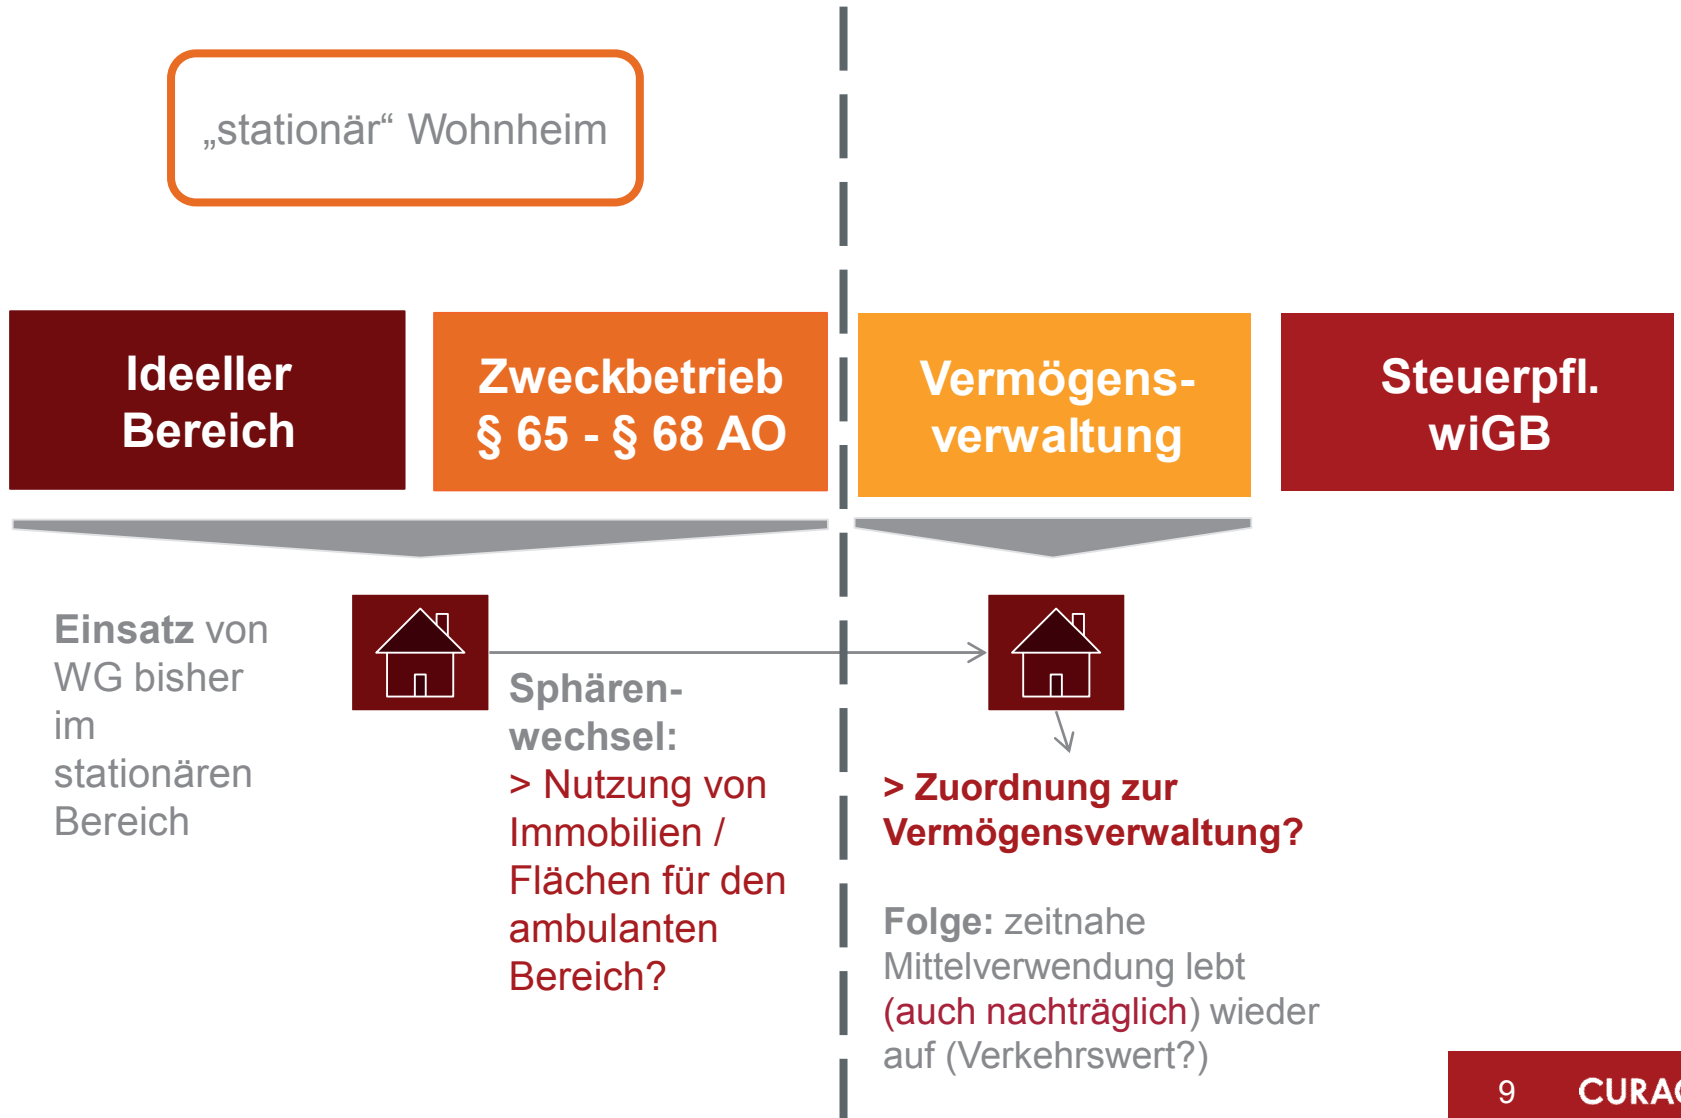 „stationär“ Wohnheim
Ideeller
Bereich
Zweckbetrieb
§ 65 - § 68 AO
Vermögens-
verwaltung
Steuerpfl.
wiGB
Einsatz von
WG bisher
im
stationären
Bereich
Sphären-
wechsel:
> Nutzung von
Immobilien /
Flächen für den
ambulanten
Bereich?
> Zuordnung zur
Vermögensverwaltung?
Folge: zeitnahe
Mittelverwendung lebt
(auch nachträglich) wieder
auf (Verkehrswert?)
9